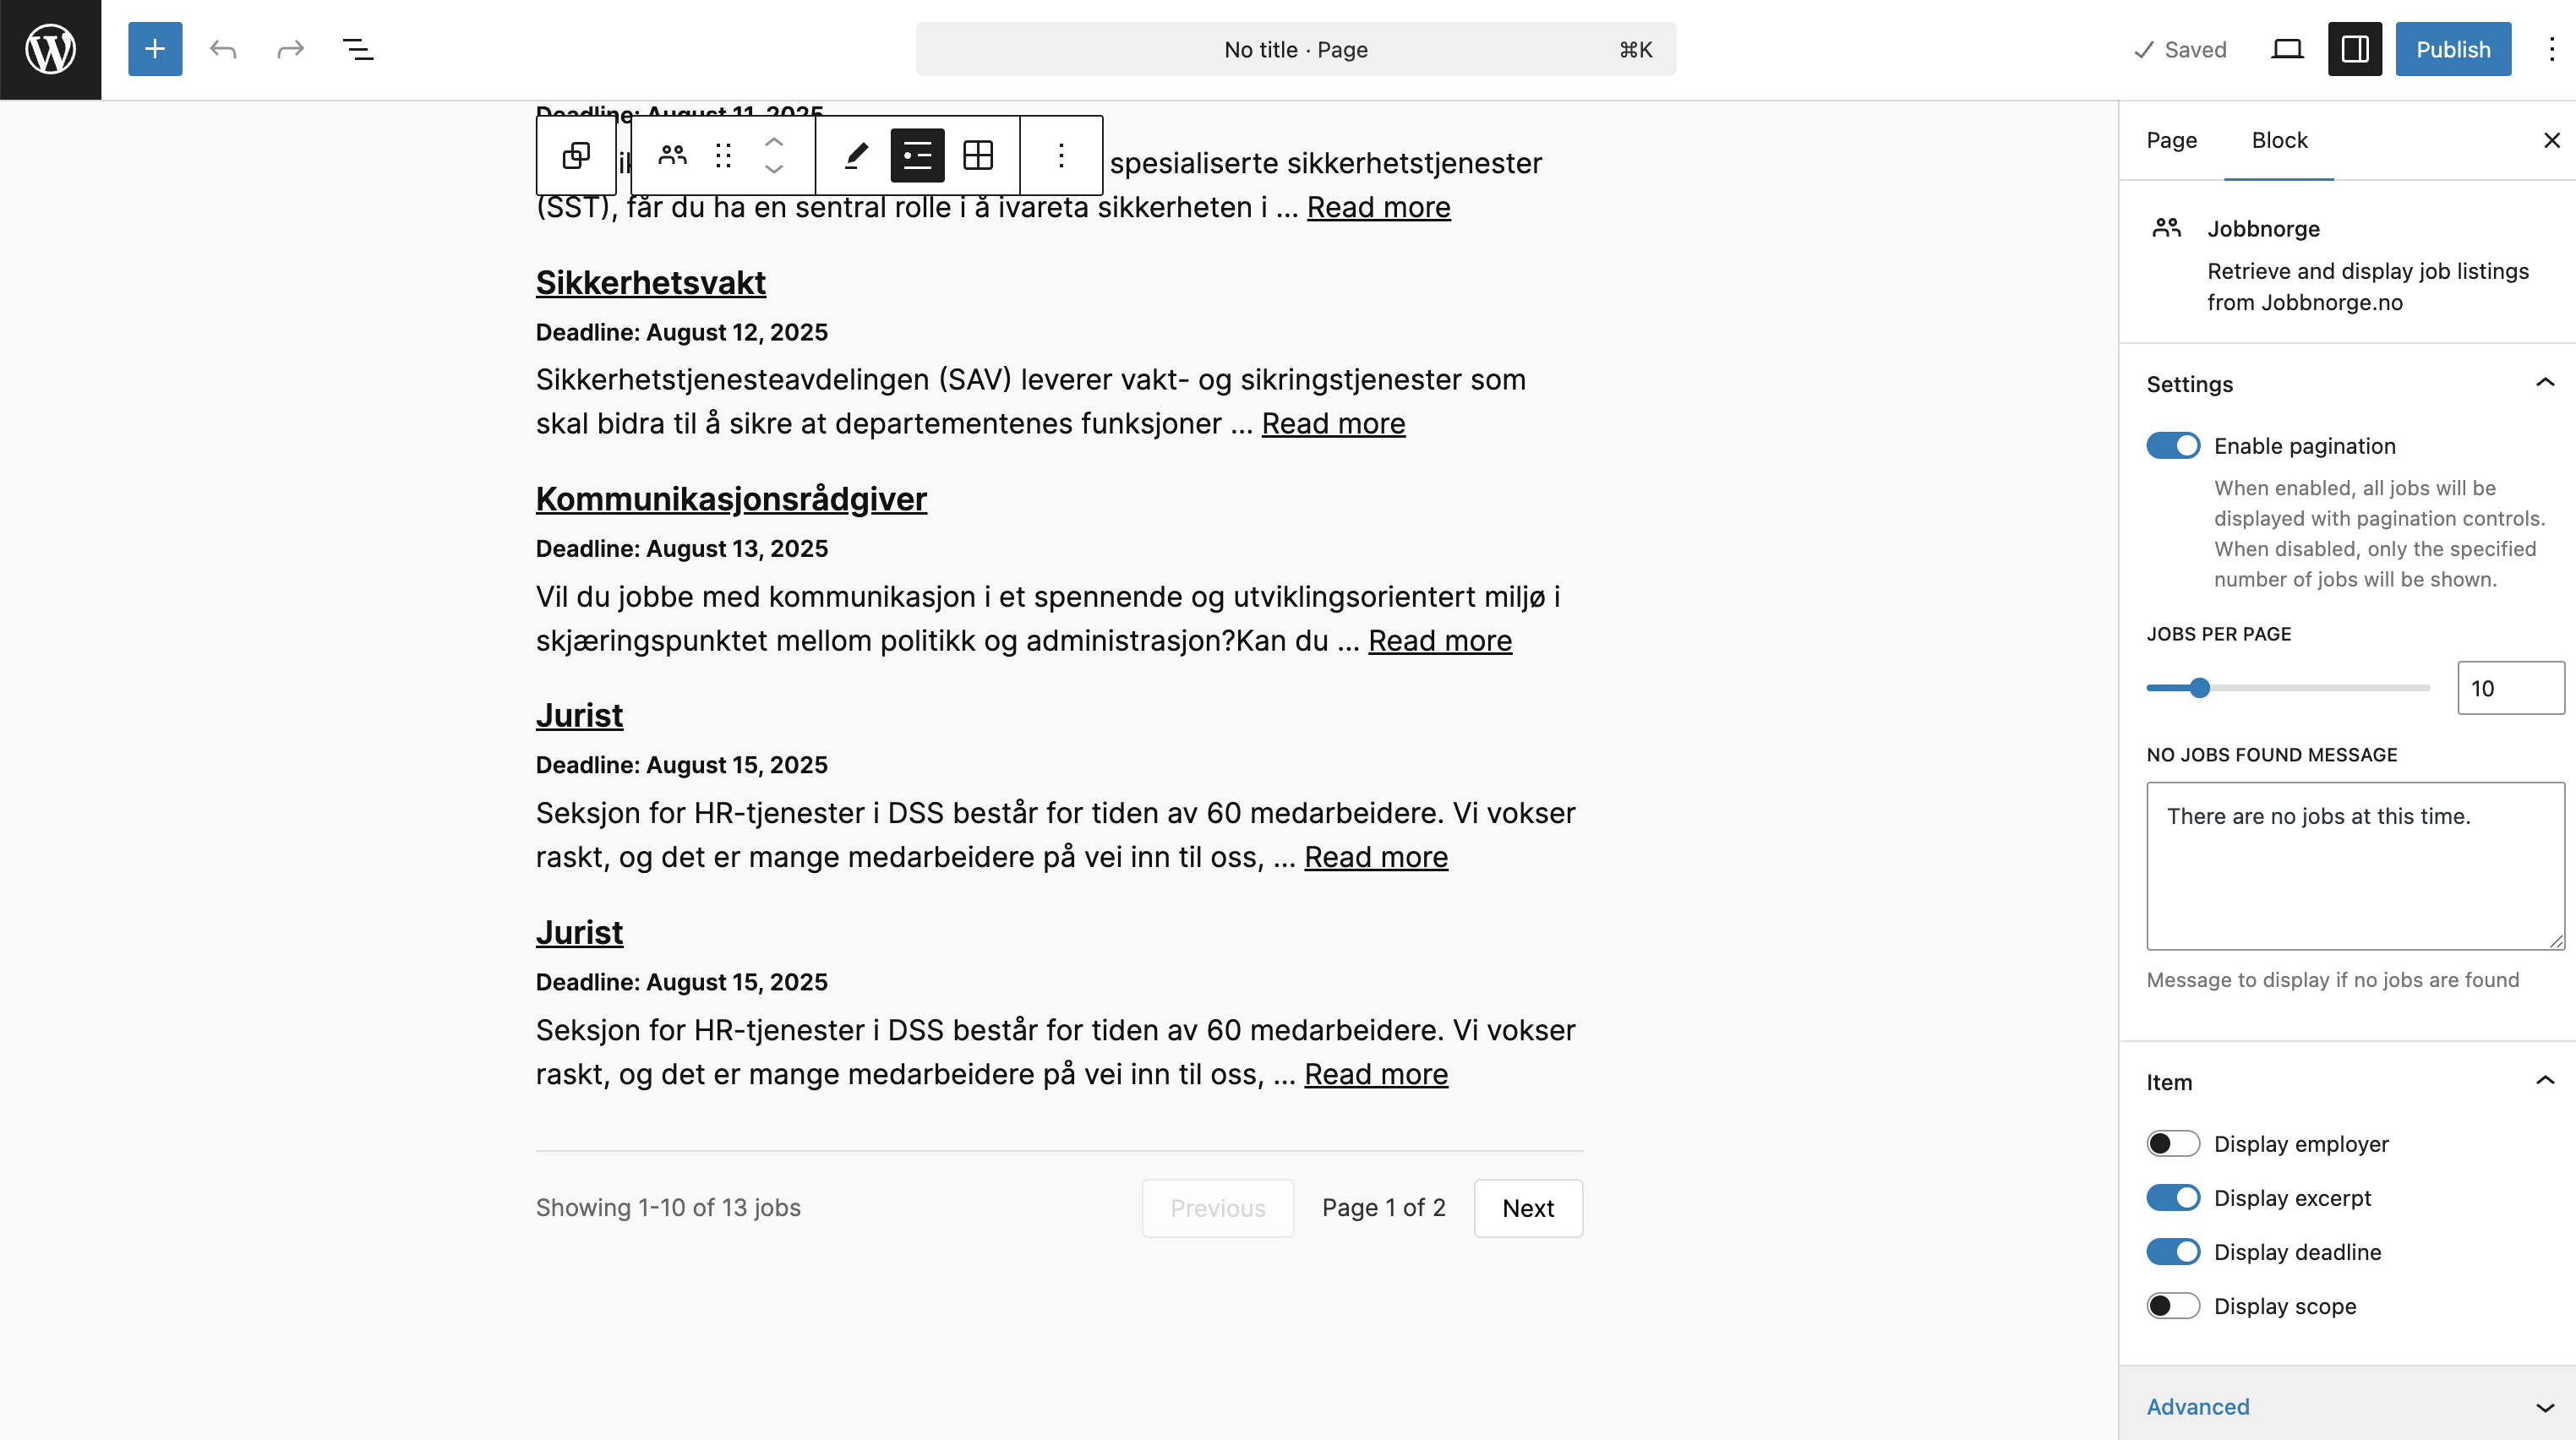 No title · Page
⌘K
Saved
Publish
Deadline: August 11, 2025
spesialiserte sikkerhetstjenester
(SST), får du ha en sentral rolle i å ivareta sikkerheten i ... Read more
Sikkerhetsvakt
Deadline: August 12, 2025
Sikkerhetstjenesteavdelingen (SAV) leverer vakt- og sikringstjenester som
skal bidra til å sikre at departementenes funksjoner ... Read more
Kommunikasjonsrådgiver
Deadline: August 13, 2025
Vil du jobbe med kommunikasjon i et spennende og utviklingsorientert miljø i
skjæringspunktet mellom politikk og administrasjon?Kan du ... Read more
Jurist
Deadline: August 15, 2025
Seksjon for HR-tjenester i DSS består for tiden av 60 medarbeidere. Vi vokser
raskt, og det er mange medarbeidere på vei inn til oss, ... Read more
Jurist
Deadline: August 15, 2025
Seksjon for HR-tjenester i DSS består for tiden av 60 medarbeidere. Vi vokser
raskt, og det er mange medarbeidere på vei inn til oss, ... Read more
Showing 1-10 of 13 jobs
Previous
Page 1 of 2
Next
Page
Block
Jobbnorge
Retrieve and display job listings
from Jobbnorge.no
Settings
Enable pagination
When enabled, all jobs will be
displayed with pagination controls.
When disabled, only the specified
number of jobs will be shown.
JOBS PER PAGE
10
NO JOBS FOUND MESSAGE
There are no jobs at this time.
Message to display if no jobs are found
Item
Display employer
Display excerpt
Display deadline
Display scope
Advanced